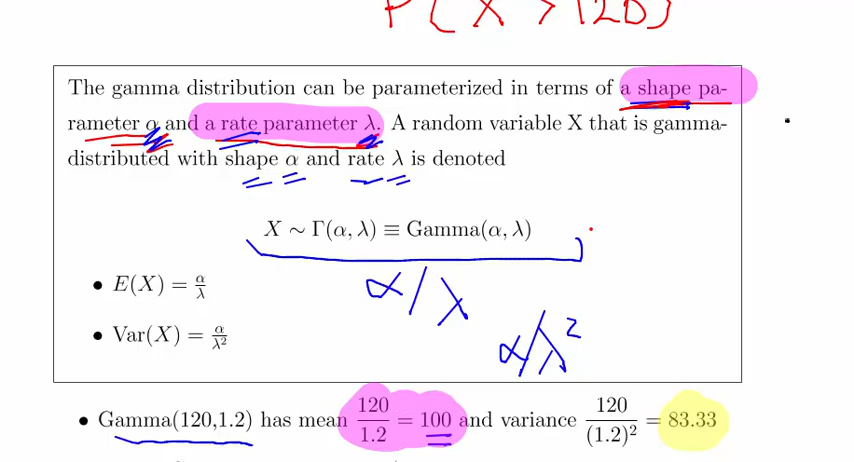 P(X > 120)
The gamma distribution can be parameterized in terms of a shape pa-
rameter α and a rate parameter λ. A random variable X that is gamma-
distributed with shape α and rate λ is denoted
X ∼ Γ(α, λ) ≡ Gamma(α, λ)
α/λ
• E(X) = α/λ
α/λ²
• Var(X) = α/λ²
• Gamma(120,1.2) has mean 120/1.2 = 100 and variance 120/(1.2)² = 83.33